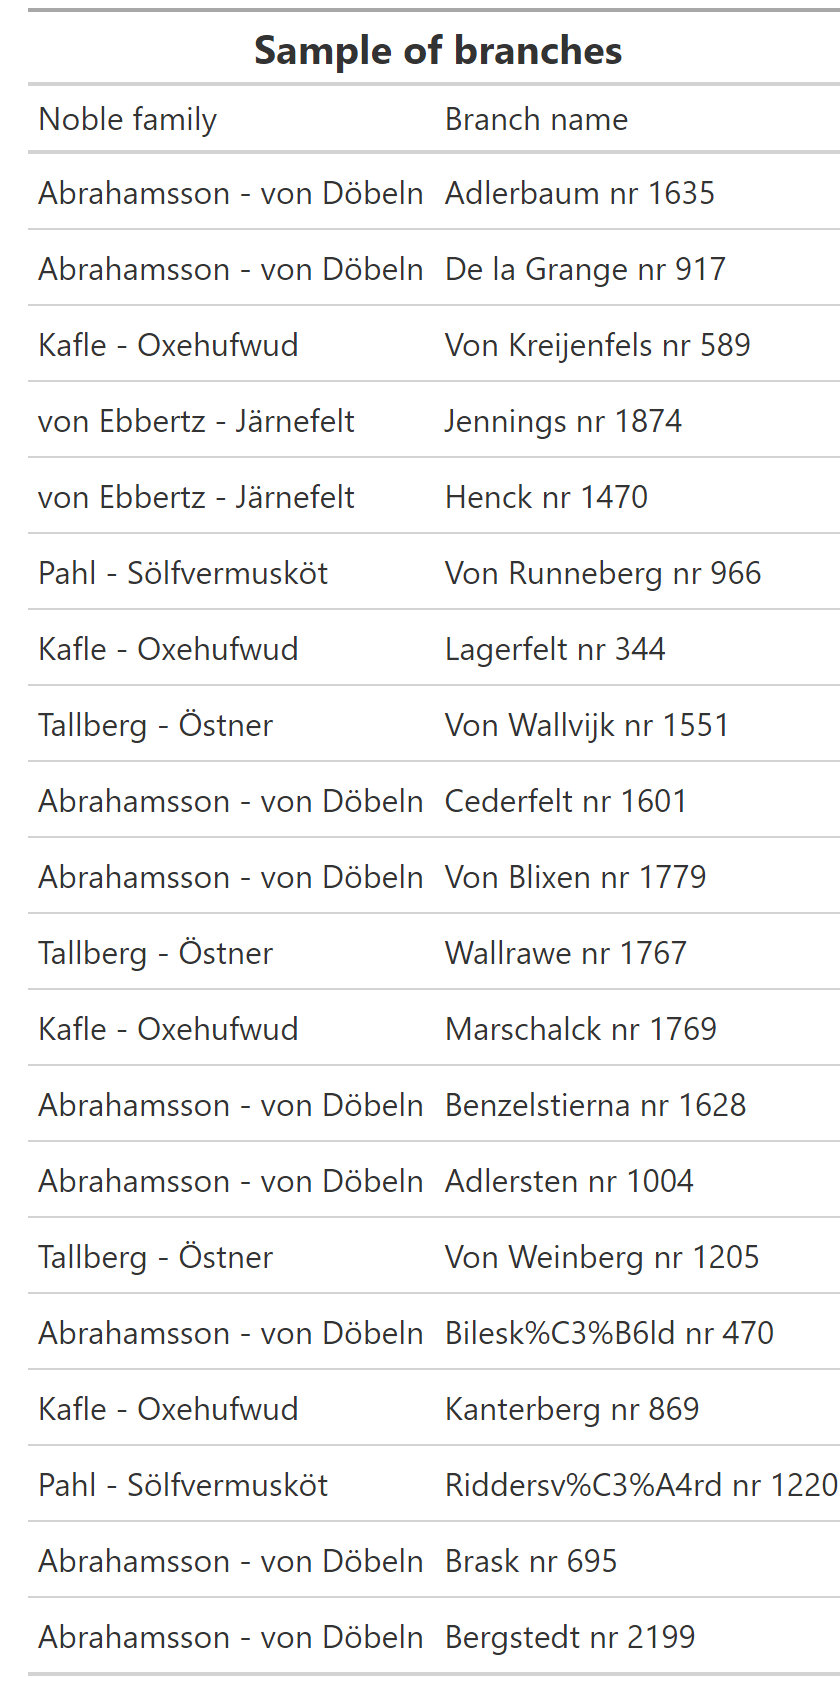 Sample of branches
Noble family Branch name
Abrahamsson - von Döbeln Adlerbaum nr 1635
Abrahamsson - von Döbeln De la Grange nr 917
Kafle - Oxehufwud Von Kreijenfels nr 589
von Ebbertz - Järnefelt Jennings nr 1874
von Ebbertz - Järnefelt Henck nr 1470
Pahl - Sölfvermusköt Von Runneberg nr 966
Kafle - Oxehufwud Lagerfelt nr 344
Tallberg - Östner Von Wallvijk nr 1551
Abrahamsson - von Döbeln Cederfelt nr 1601
Abrahamsson - von Döbeln Von Blixen nr 1779
Tallberg - Östner Wallrawe nr 1767
Kafle - Oxehufwud Marschalck nr 1769
Abrahamsson - von Döbeln Benzelstierna nr 1628
Abrahamsson - von Döbeln Adlersten nr 1004
Tallberg - Östner Von Weinberg nr 1205
Abrahamsson - von Döbeln Bilesk%C3%B6ld nr 470
Kafle - Oxehufwud Kanterberg nr 869
Pahl - Sölfvermusköt Riddersv%C3%A4rd nr 1220
Abrahamsson - von Döbeln Brask nr 695
Abrahamsson - von Döbeln Bergstedt nr 2199